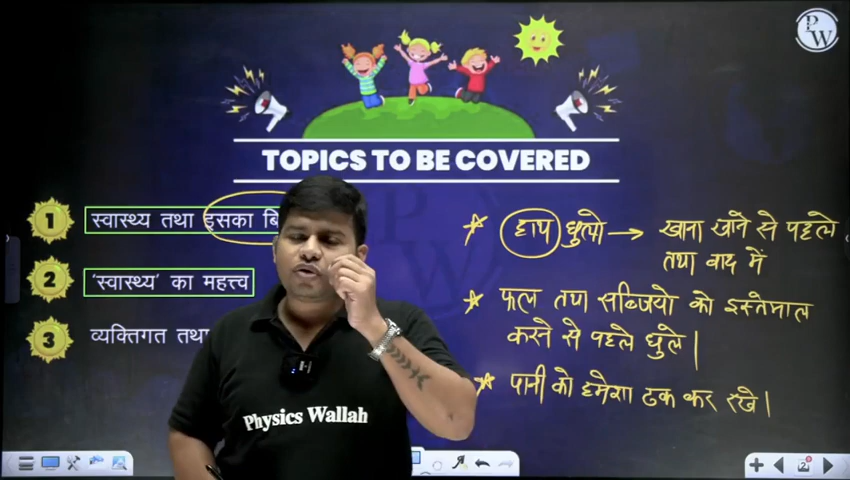 PW
TOPICS TO BE COVERED
1 स्वास्थ्य तथा इसका बि
2 'स्वास्थ्य' का महत्त्व
3 व्यक्तिगत तथा
हाथ धुलो → खाना खाने से पहले
तथा बाद में
फल तथा सब्जियो को इस्तेमाल
करने से पहले धुले |
पानी को हमेशा ढक कर रखे |
Physics Wallah